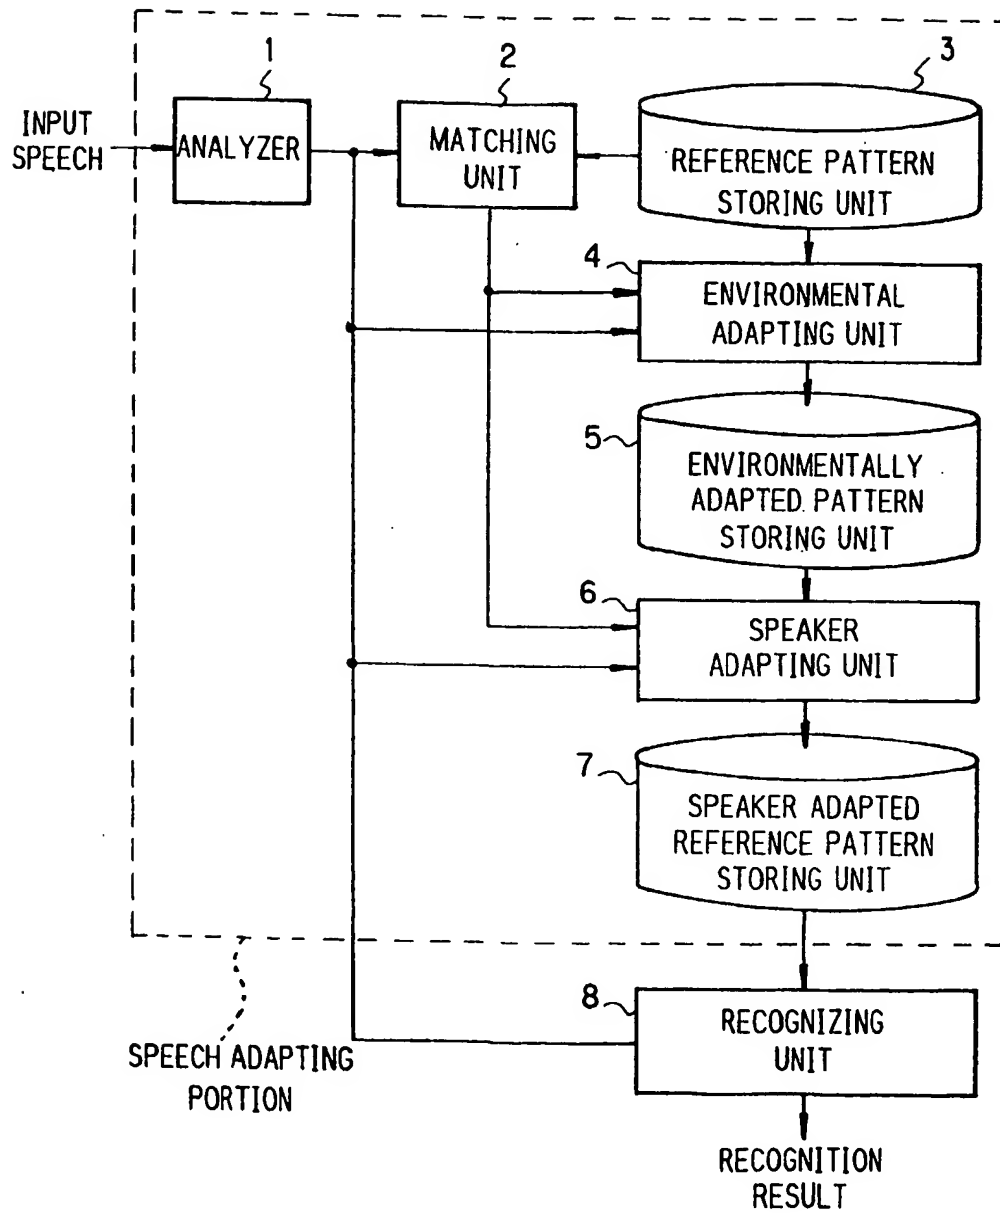 1
2
3
INPUT
SPEECH
ANALYZER
MATCHING
UNIT
REFERENCE PATTERN
STORING UNIT
4
ENVIRONMENTAL
ADAPTING UNIT
5
ENVIRONMENTALLY
ADAPTED PATTERN
STORING UNIT
6
SPEAKER
ADAPTING UNIT
7
SPEAKER ADAPTED
REFERENCE PATTERN
STORING UNIT
8
RECOGNIZING
UNIT
SPEECH ADAPTING
PORTION
RECOGNITION
RESULT